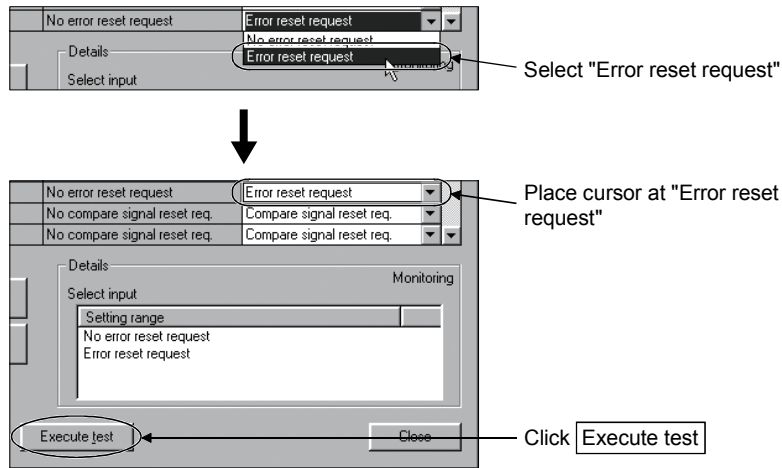 No error reset request Error reset request
No error reset request
Details
Error reset request
Monitoring
Select input
Select "Error reset request"
No error reset request Error reset request
Place cursor at "Error reset
request"
No compare signal reset req. Compare signal reset req.
No compare signal reset req. Compare signal reset req.
Details
Monitoring
Select input
Setting range
No error reset request
Error reset request
Execute test
Close
Click Execute test